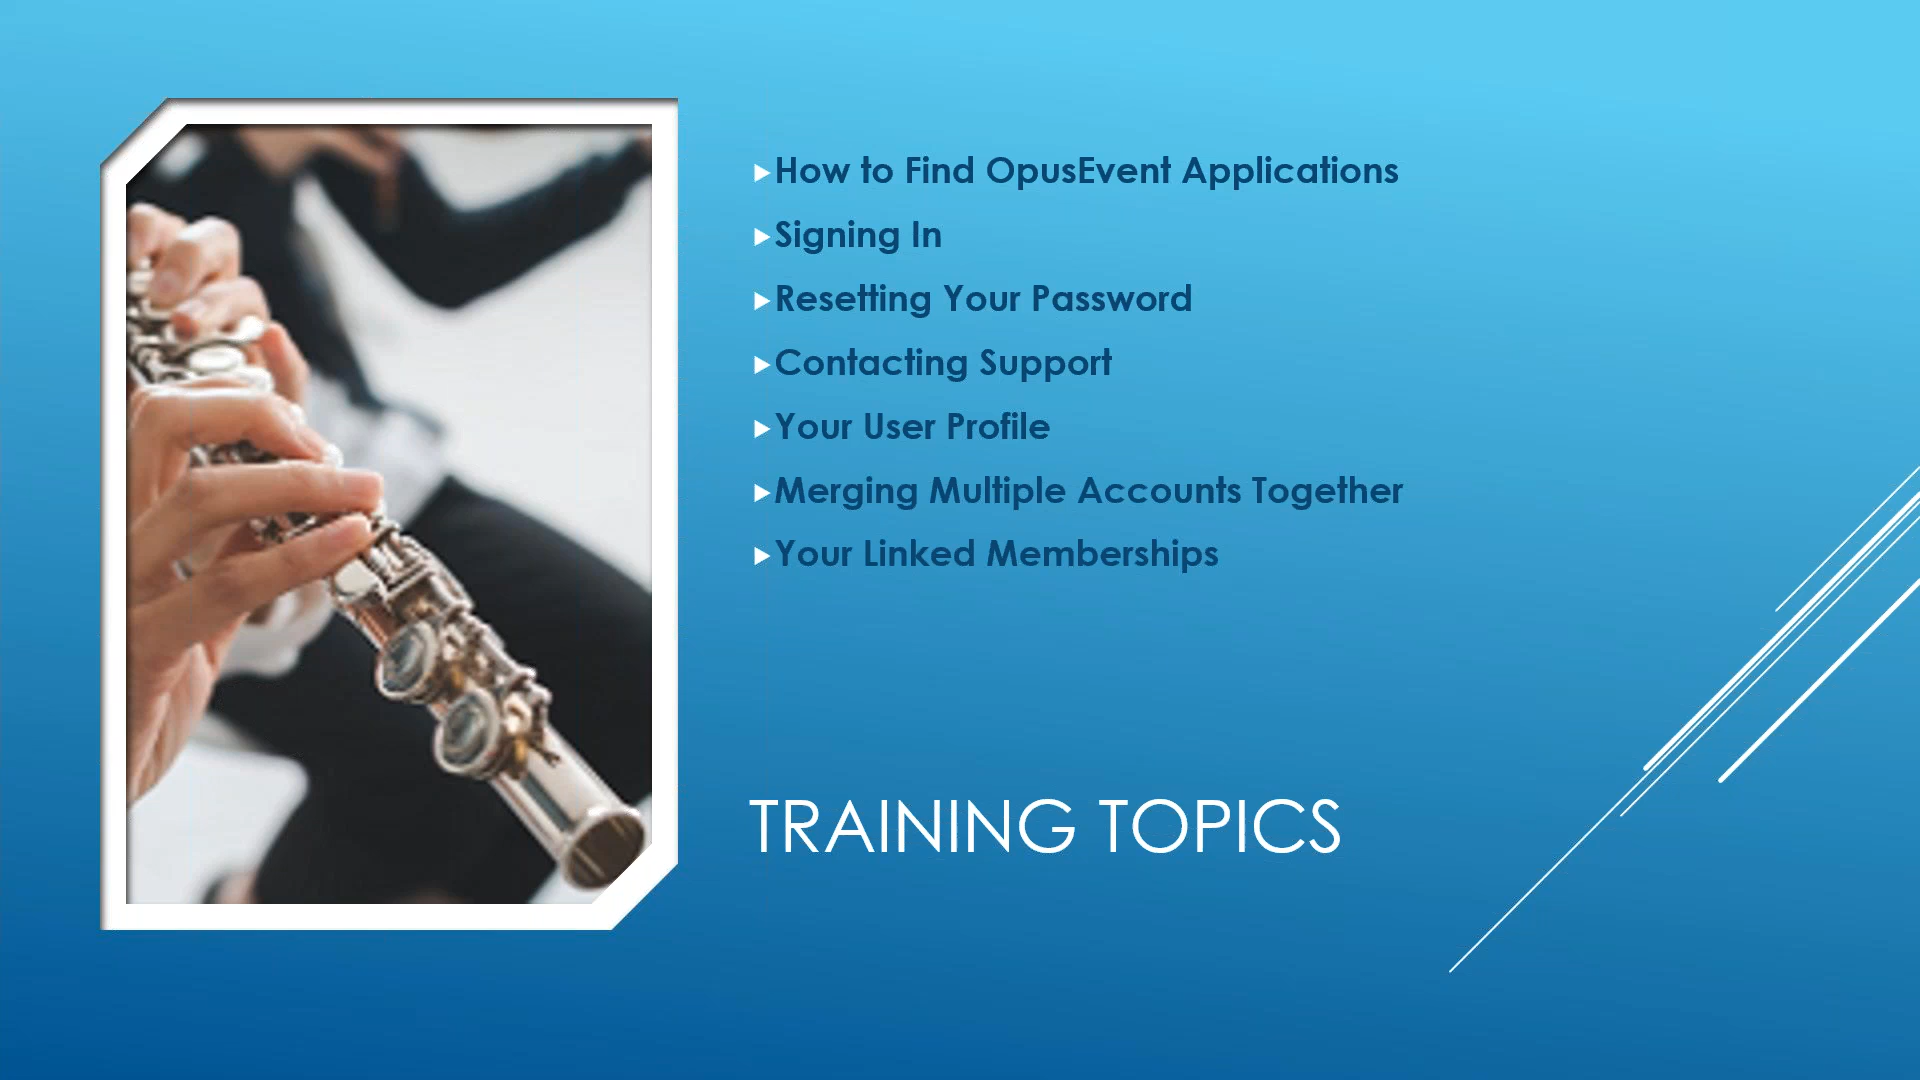 How to Find OpusEvent Applications
Signing In
Resetting Your Password
Contacting Support
Your User Profile
Merging Multiple Accounts Together
Your Linked Memberships
TRAINING TOPICS